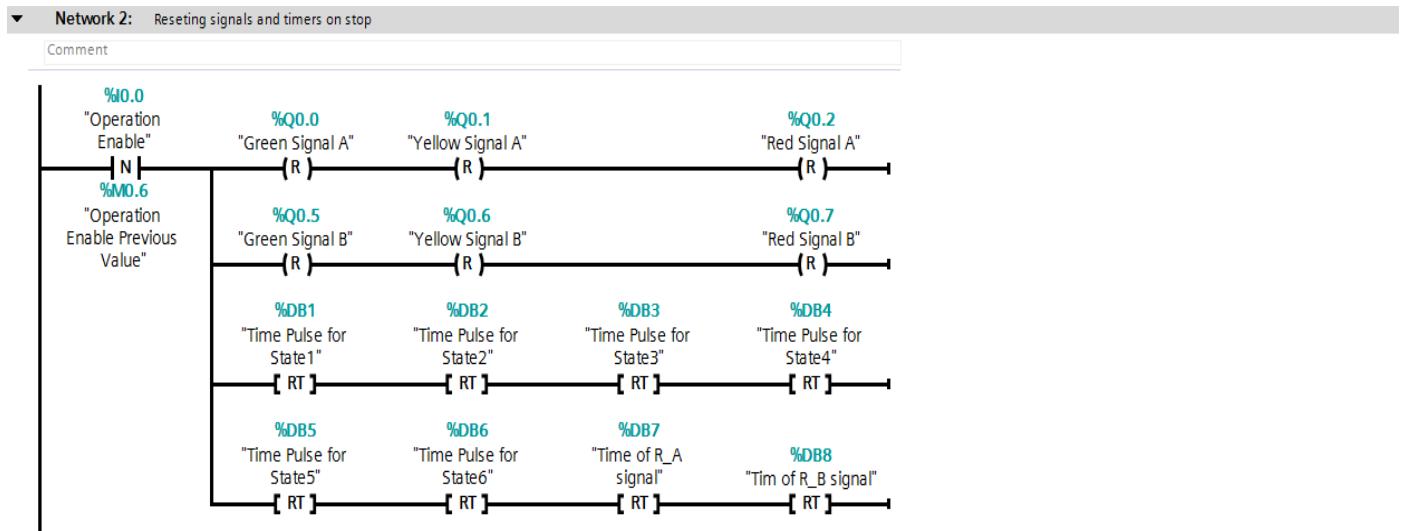 Network 2: Reseting signals and timers on stop
Comment
%I0.0
"Operation
Enable"
N
%M0.6
"Operation
Enable Previous
Value"
%Q0.0
"Green Signal A"
R
%Q0.1
"Yellow Signal A"
R
%Q0.2
"Red Signal A"
R
%Q0.5
"Green Signal B"
R
%Q0.6
"Yellow Signal B"
R
%Q0.7
"Red Signal B"
R
%DB1
"Time Pulse for
State1"
RT
%DB2
"Time Pulse for
State2"
RT
%DB3
"Time Pulse for
State3"
RT
%DB4
"Time Pulse for
State4"
RT
%DB5
"Time Pulse for
State5"
RT
%DB6
"Time Pulse for
State6"
RT
%DB7
"Time of R_A
signal"
RT
%DB8
"Tim of R_B signal"
RT